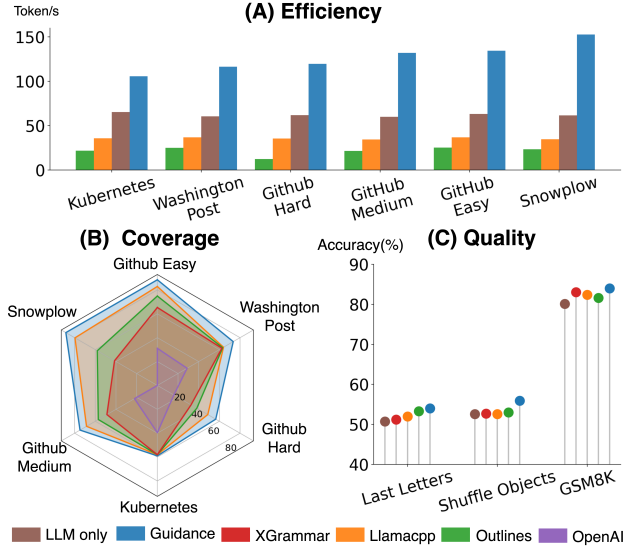 (A) Efficiency
Token/s
150
100
50
0
Kubernetes
Washington
Post
Github
Hard
GitHub
Medium
GitHub
Easy
Snowplow
(B) Coverage
Github Easy
Snowplow
Washington
Post
20
40
60
80
Github
Hard
Github
Medium
Kubernetes
(C) Quality
Accuracy(%)
90
80
70
60
50
40
Last Letters
Shuffle Objects
GSM8K
LLM only
Guidance
XGrammar
Llamacpp
Outlines
OpenAI